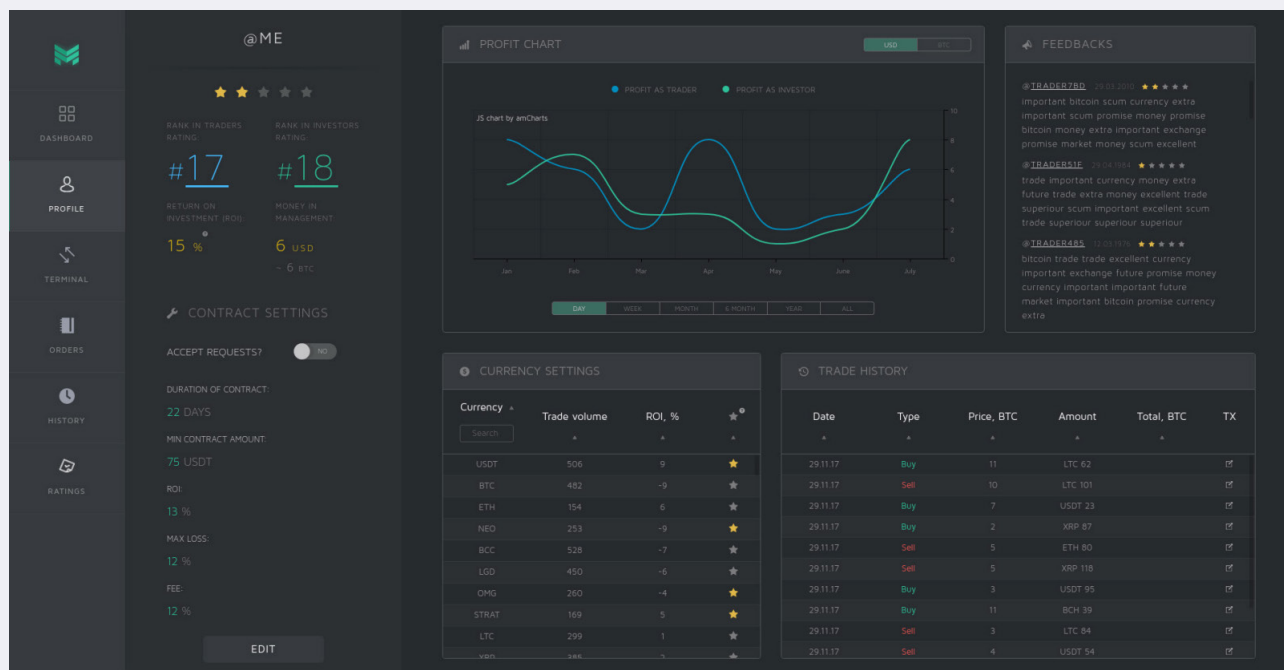 @ME
RANK IN TRADERS RATING:
#17
RANK IN INVESTORS RATING:
#18
RETURN ON INVESTMENT (ROI)
15 %
MONEY IN MANAGEMENT:
6 USD
~ 6 BTC
DASHBOARD
PROFILE
TERMINAL
ORDERS
HISTORY
RATINGS
CONTRACT SETTINGS
ACCEPT REQUESTS?
NO
DURATION OF CONTRACT:
22 DAYS
MIN CONTRACT AMOUNT:
75 USDT
ROI:
13 %
MAX LOSS:
12 %
FEE:
12 %
EDIT
PROFIT CHART
USD BTC
PROFIT AS TRADER PROFIT AS INVESTOR
JS chart by amCharts
10
8
6
4
2
0
Jan Feb Mar Apr May June July
DAY WEEK MONTH 6 MONTH YEAR ALL
FEEDBACKS
@TRADER7BD 29.03.2010
important bitcoin scum currency extra
important scum promise money promise
bitcoin money extra important exchange
promise market money scum excellent
@TRADER51F 29.04.1984
trade important currency money extra
future trade extra money excellent trade
superiour scum important excellent scum
trade superiour superiour superiour
@TRADER485 13.08.1976
bitcoin trade trade excellent currency
important exchange future promise money
currency important important future
market important bitcoin promise currency
extra
CURRENCY SETTINGS
Currency Trade volume ROI, %
Search
USDT 506 9
BTC 482 -9
ETH 154 6
NEO 253 -9
BCC 528 -7
LGD 450 -6
OMG 260 -4
STRAT 169 5
LTC 299 1
XRP 385 2
TRADE HISTORY
Date Type Price, BTC Amount Total, BTC TX
29.11.17 Buy 11 LTC 62
29.11.17 Sell 10 LTC 101
29.11.17 Buy 7 USDT 23
29.11.17 Buy 2 XRP 87
29.11.17 Sell 5 ETH 80
29.11.17 Sell 5 XRP 118
29.11.17 Buy 3 USDT 95
29.11.17 Buy 11 BCH 39
29.11.17 Sell 3 LTC 84
29.11.17 Sell 4 USDT 54